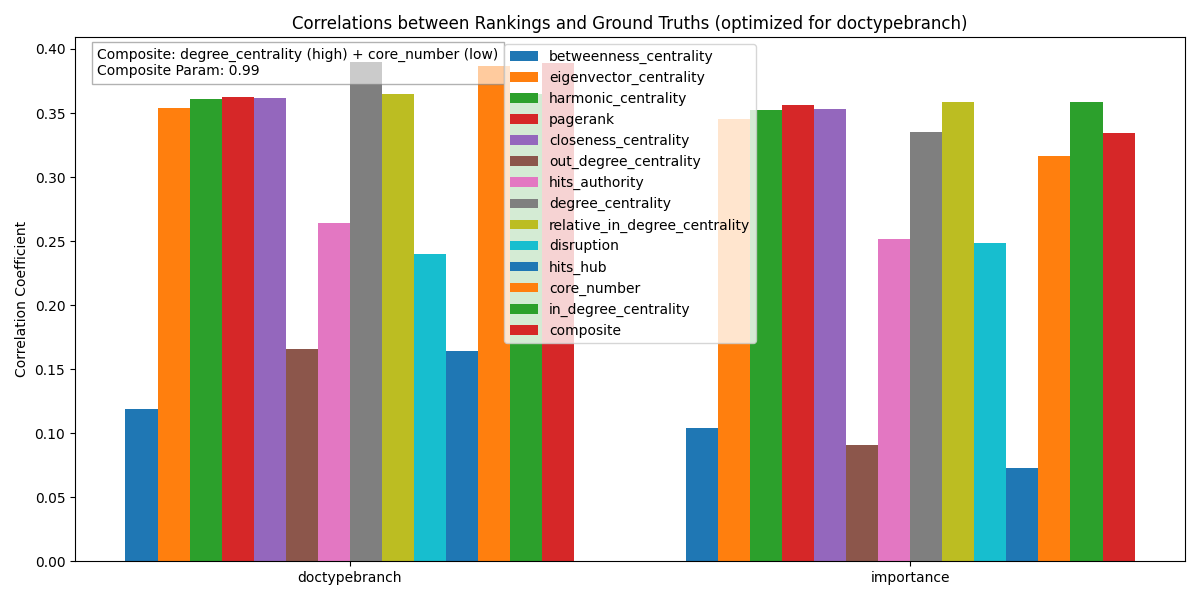 Correlations between Rankings and Ground Truths (optimized for doctypebranch)
Composite: degree_centrality (high) + core_number (low)
Composite Param: 0.99
betweenness_centrality
eigenvector_centrality
harmonic_centrality
pagerank
closeness_centrality
out_degree_centrality
hits_authority
degree_centrality
relative_in_degree_centrality
disruption
hits_hub
core_number
in_degree_centrality
composite
Correlation Coefficient
0.40
0.35
0.30
0.25
0.20
0.15
0.10
0.05
0.00
doctypebranch
importance